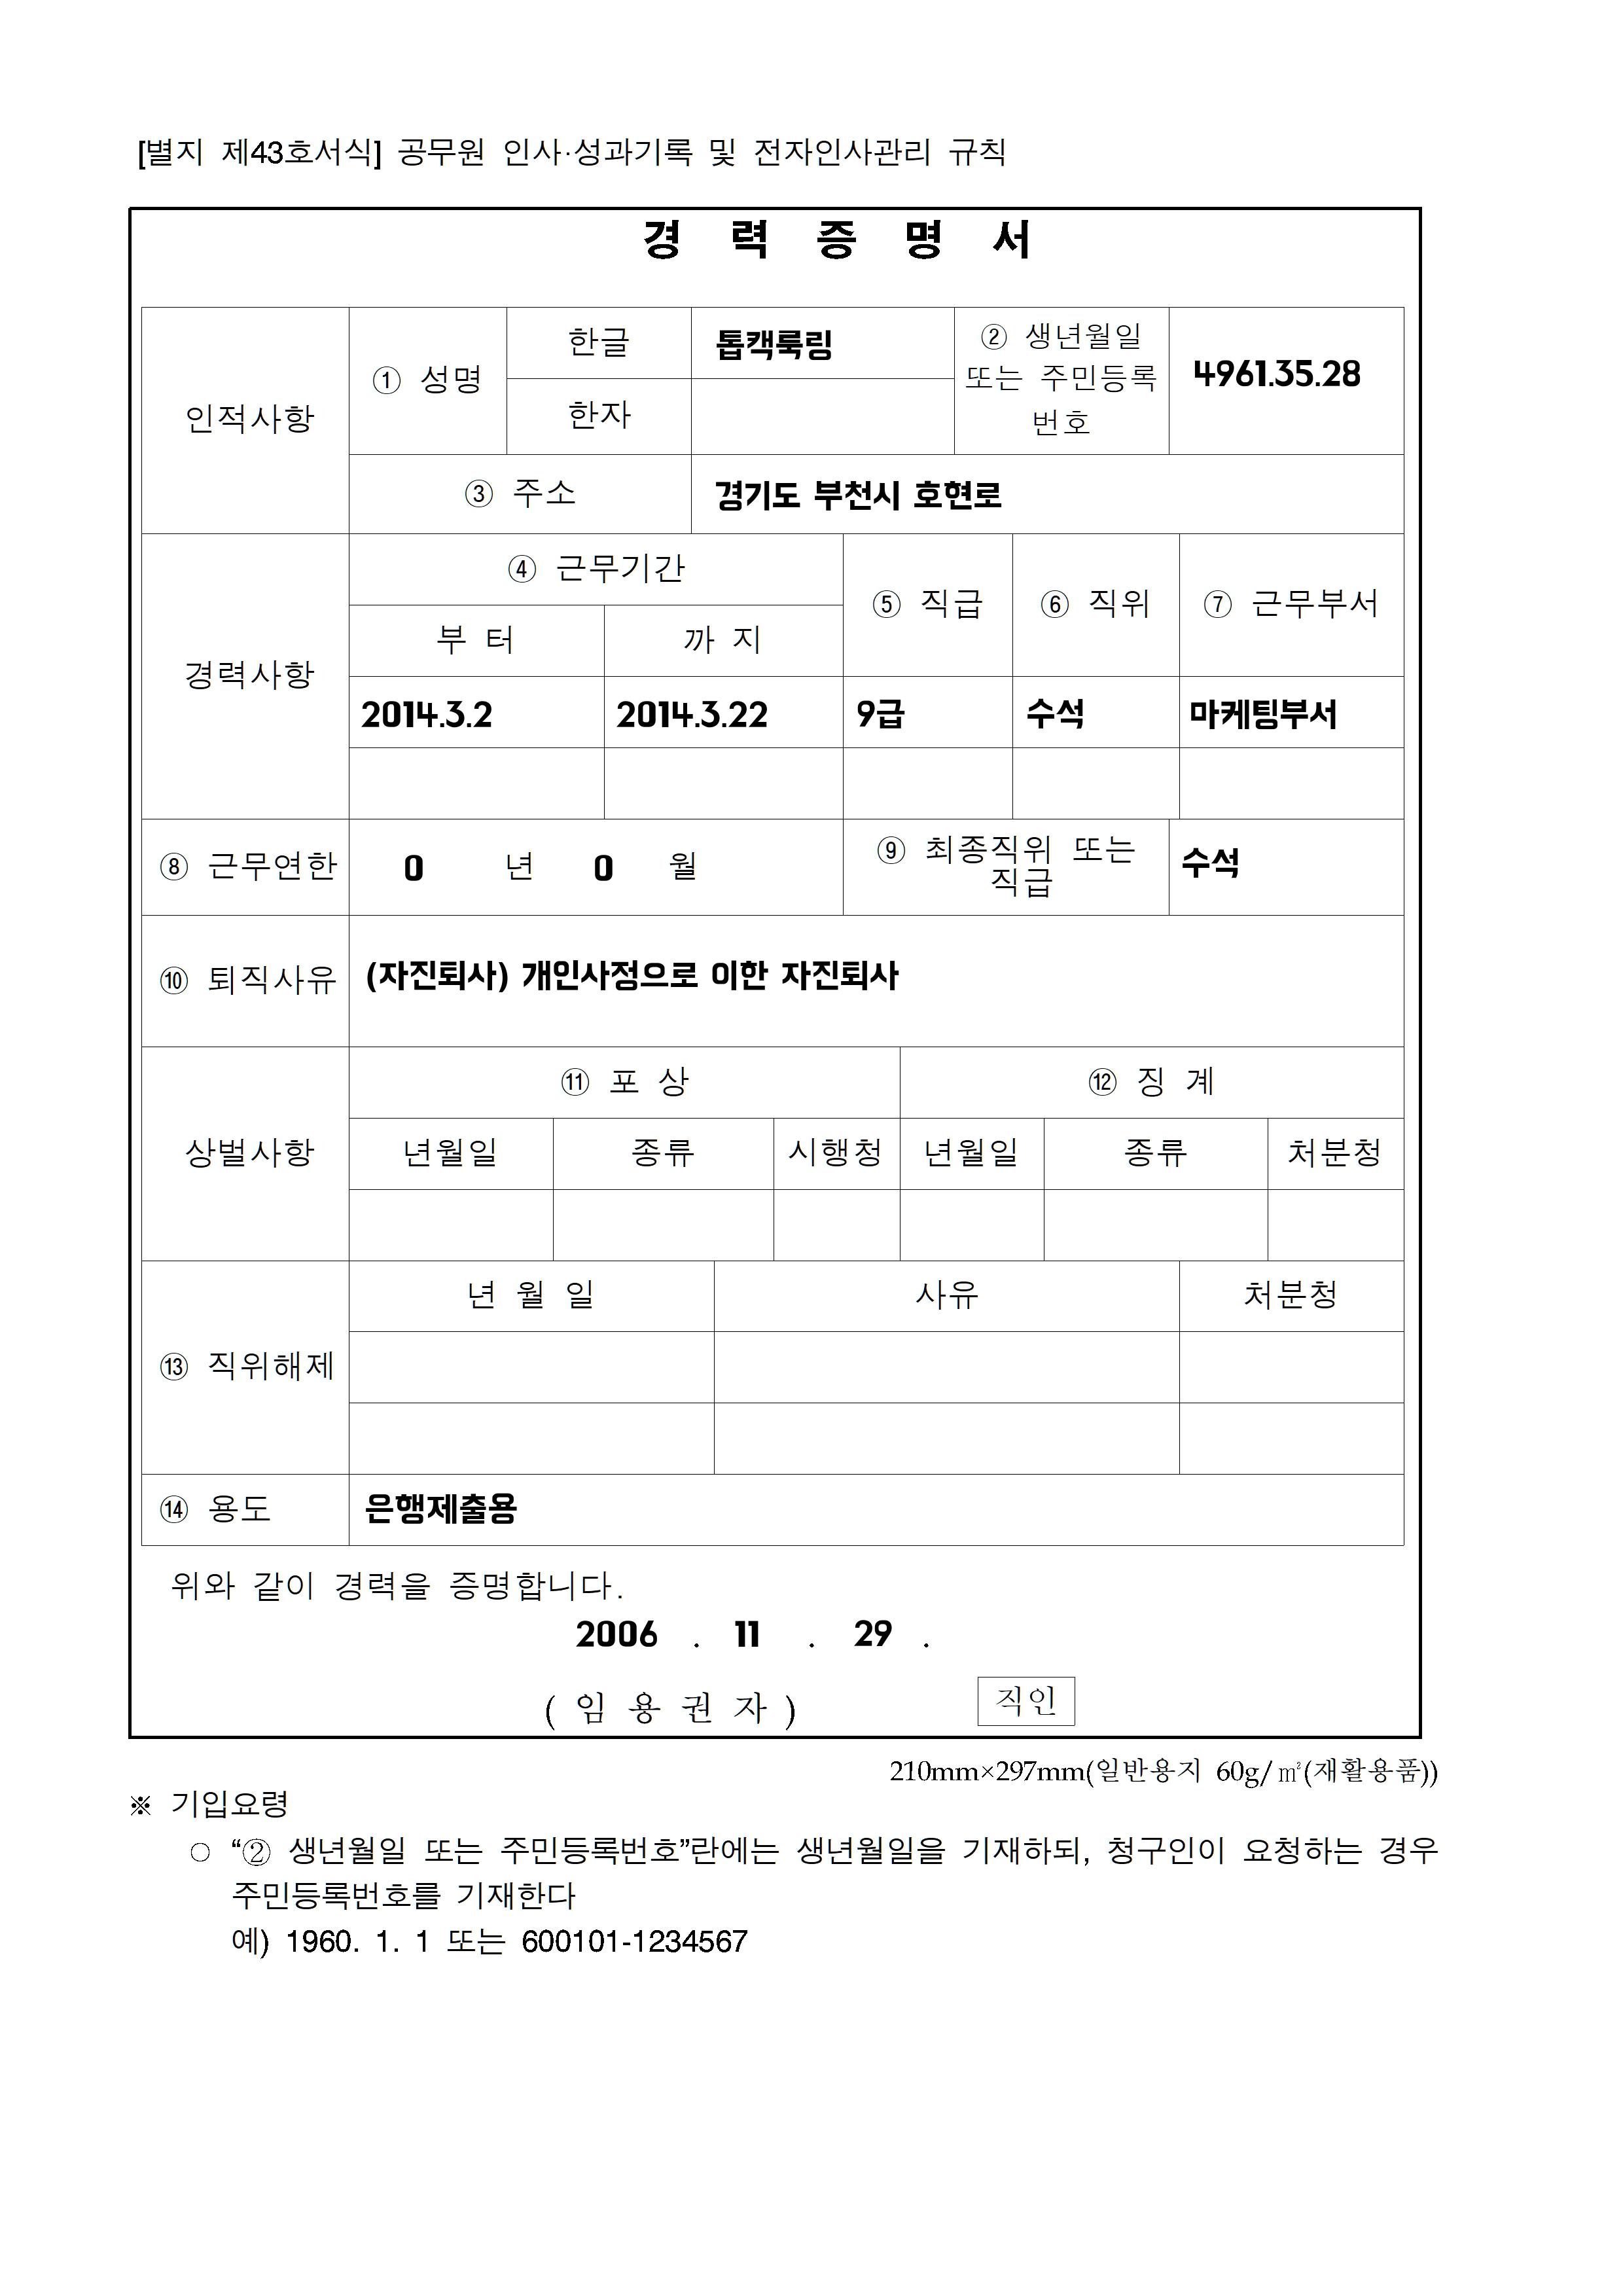 [별지 제43호서식] 공무원 인사·성과기록 및 전자인사관리 규칙
경 력 증 명 서
인적사항
① 성명
한글
톱캑룩링
② 생년월일
또는 주민등록
번호
4961.35.28
한자
③ 주소
경기도 부천시 호현로
경력사항
④ 근무기간
⑤ 직급
⑥ 직위
⑦ 근무부서
부 터
까 지
2014.3.2
2014.3.22
9급
수석
마케팅부서
⑧ 근무연한
0 년 0 월
⑨ 최종직위 또는
직급
수석
⑩ 퇴직사유
(자진퇴사) 개인사정으로 이한 자진퇴사
상벌사항
⑪ 포 상
⑫ 징 계
년월일
종류
시행청
년월일
종류
처분청
⑬ 직위해제
년 월 일
사유
처분청
⑭ 용도
은행제출용
위와 같이 경력을 증명합니다.
2006 . 11 . 29 .
( 임 용 권 자 )
직인
210mm×297mm(일반용지 60g/㎡(재활용품))
※ 기입요령
○ “② 생년월일 또는 주민등록번호”란에는 생년월일을 기재하되, 청구인이 요청하는 경우
주민등록번호를 기재한다
예) 1960. 1. 1 또는 600101-1234567